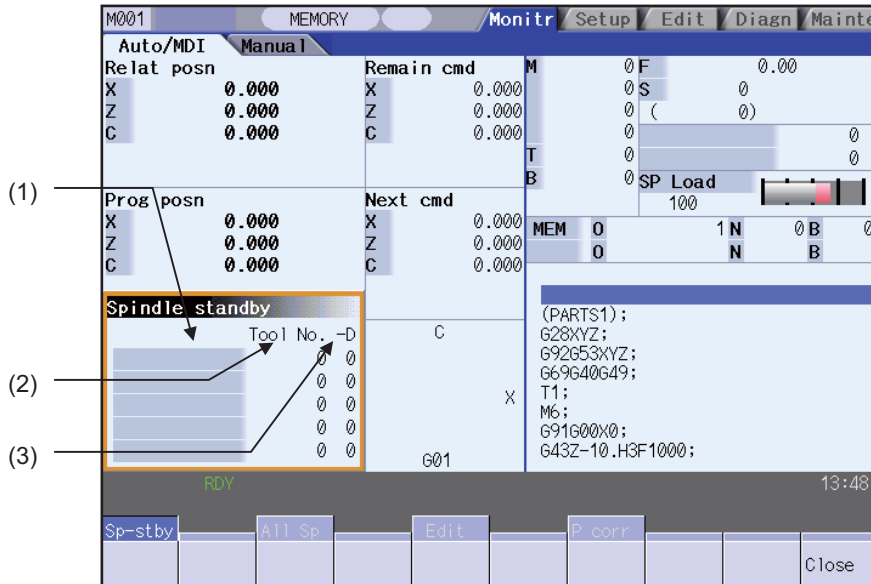 M001 MEMORY Monitr Setup Edit Diagn Mainte
Auto/MDI Manual
Relat posn Remain cmd M 0 F 0.00
X 0.000 X 0.000 0 S 0
Z 0.000 Z 0.000 0 ( 0)
C 0.000 C 0.000 0 0
T 0 0
B 0 SP Load
100
(1)
Prog posn Next cmd
X 0.000 X 0.000 MEM O 1 N 0 B 0
Z 0.000 Z 0.000 O N B
C 0.000 C 0.000
Spindle standby
(PARTS1);
Tool No. -D C G28XYZ;
0 0 G92G53XYZ;
(2)
0 0 G69G40G49;
0 0 X T1;
M6;
0 0 G91G00X0;
(3)
0 0 G01 G43Z-10.H3F1000;
RDY 13:48
Sp-stby All Sp Edit P corr
Close